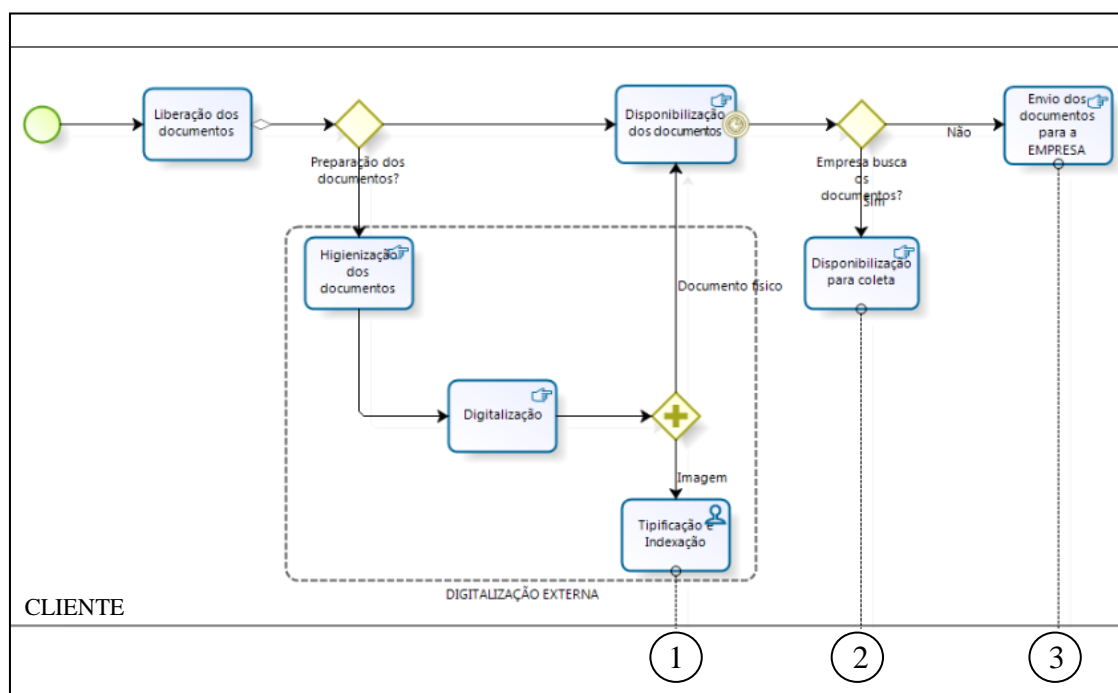 Liberação dos
documentos
Preparação dos
documentos?
Disponibilização
dos documentos
Empresa busca
os
documentos?
Sim
Não
Envio dos
documentos
para a
EMPRESA
Higienização
dos
documentos
Documento físico
Disponibilização
para coleta
Digitalização
Imagem
Tipificação e
Indexação
DIGITALIZAÇÃO EXTERNA
CLIENTE
1
2
3